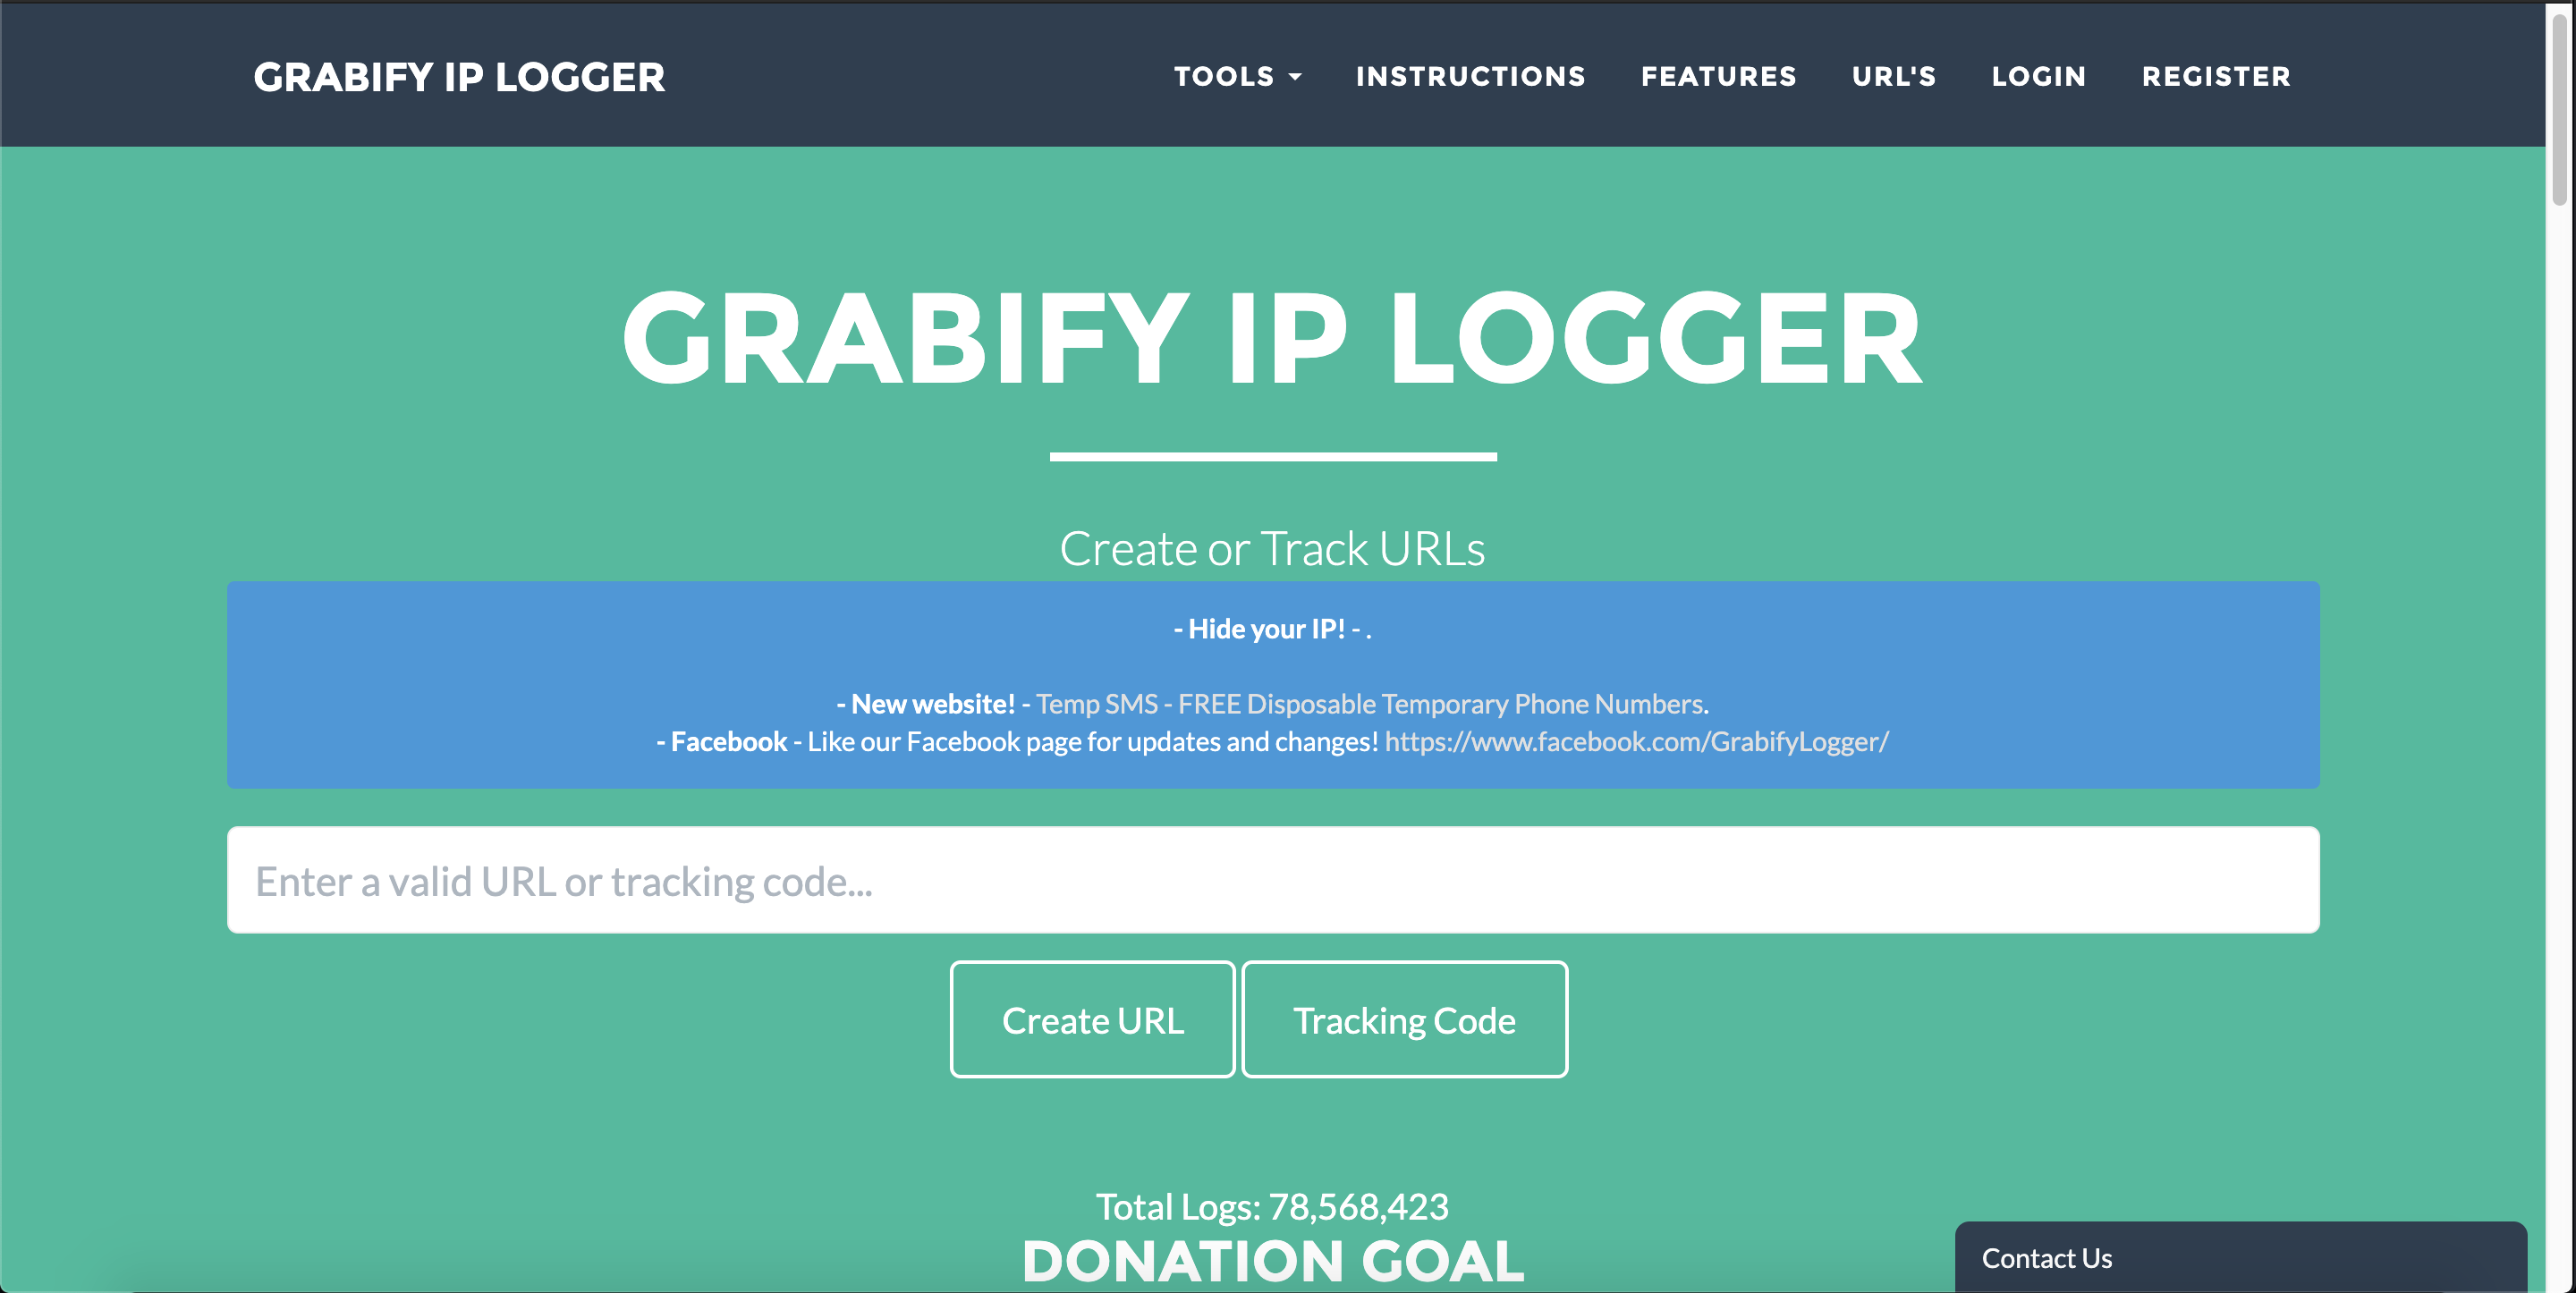 GRABIFY IP LOGGER
TOOLS INSTRUCTIONS FEATURES URL'S LOGIN REGISTER
GRABIFY IP LOGGER
Create or Track URLs
- Hide your IP! - .
- New website! - Temp SMS - FREE Disposable Temporary Phone Numbers.
- Facebook - Like our Facebook page for updates and changes! https://www.facebook.com/GrabifyLogger/
Enter a valid URL or tracking code...
Create URL Tracking Code
Total Logs: 78,568,423
DONATION GOAL
Contact Us